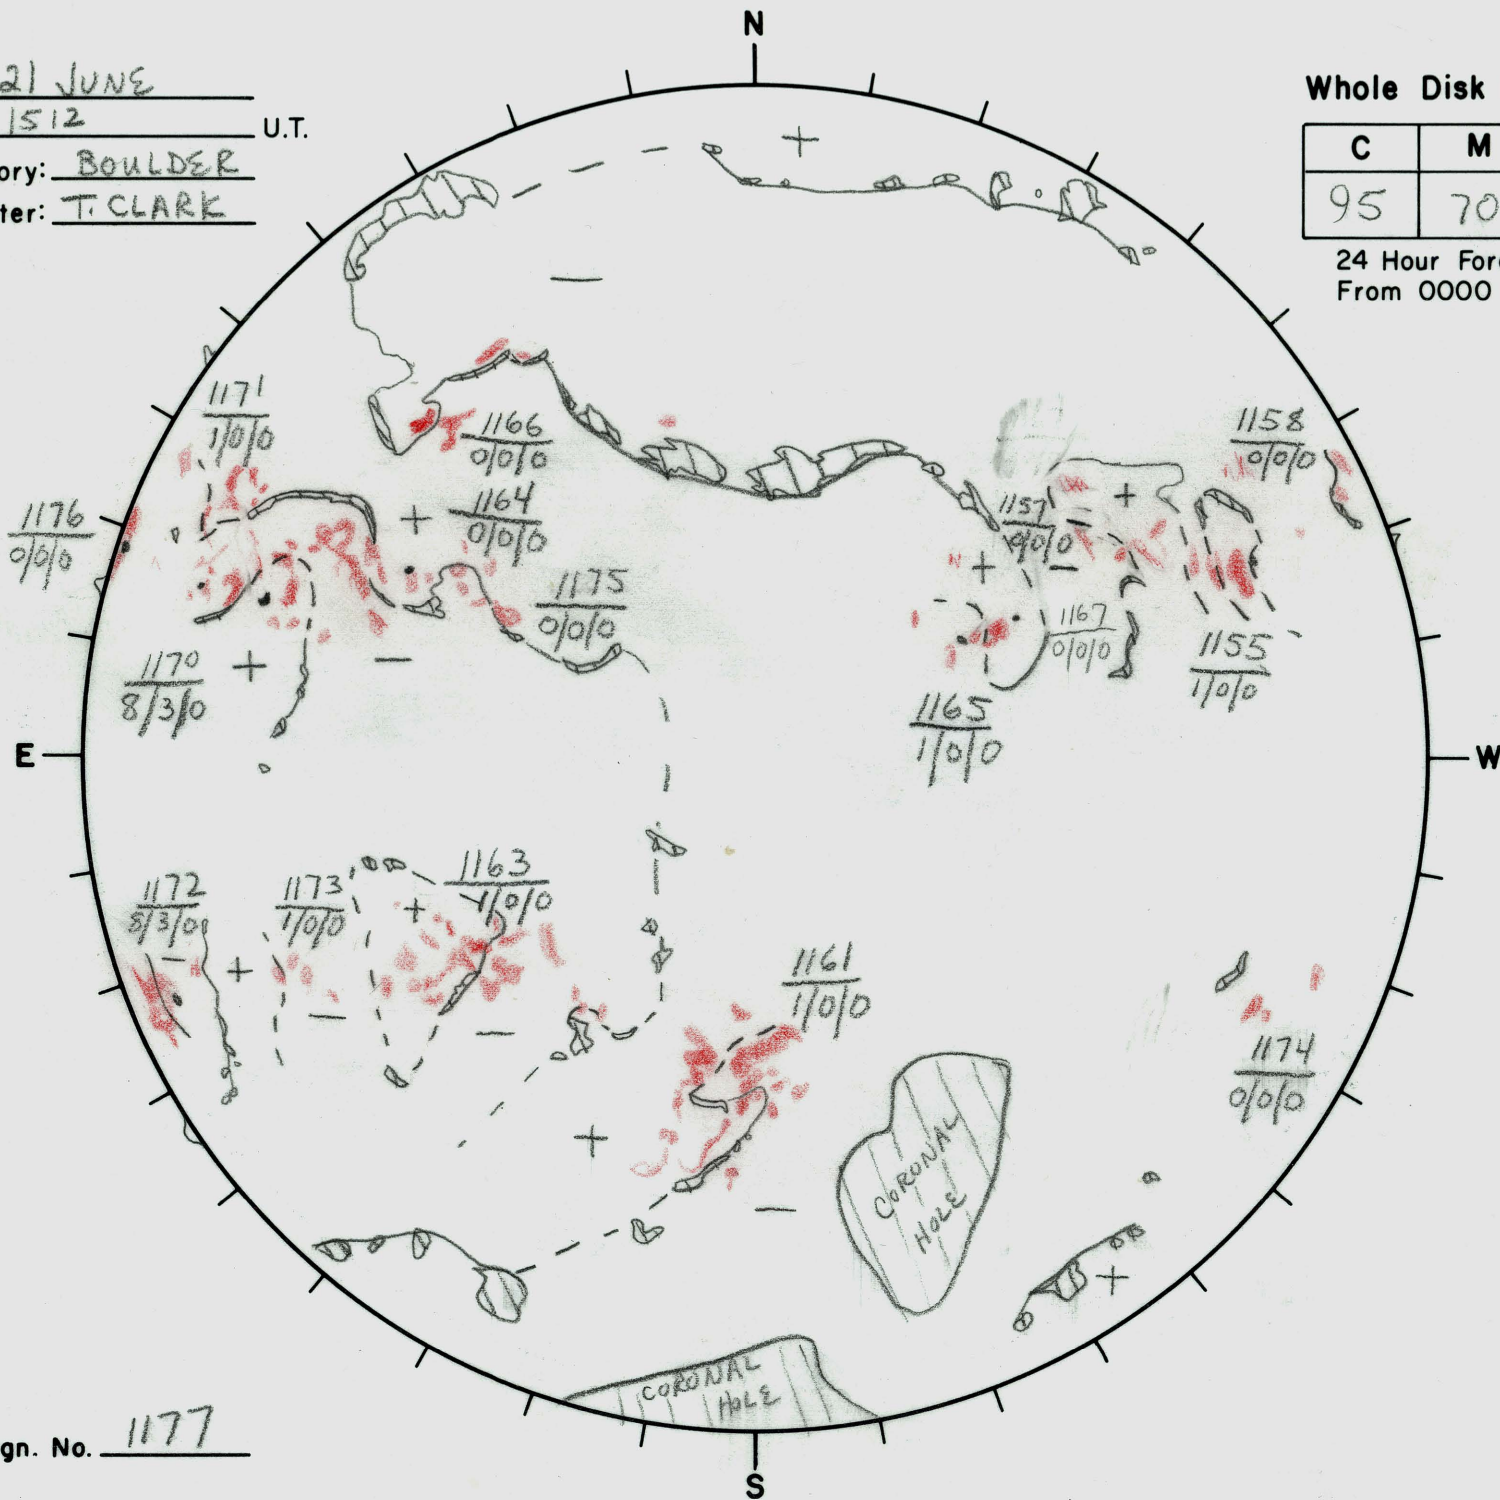 N
21 JUNE
1512 U.T.
ory: BOULDER
ter: T. CLARK
Whole Disk
C M
95 70
24 Hour For
From 0000
+
—
1171
1/0/0
1166
0/0/0
1158
0/0/0
1176
0/0/0
+
1164
0/0/0
1157
0/0/0
+
—
+
—
1175
0/0/0
1167
0/0/0
1155
1/0/0
1170
8/3/0
+
—
1165
1/0/0
E
W
1172
8/3/0
1173
1/0/0
1163
1/0/0
+
—
+
—
—
1161
1/0/0
1174
0/0/0
+
—
CORONAL
HOLE
+
CORONAL
HOLE
gn. No. 1177
S